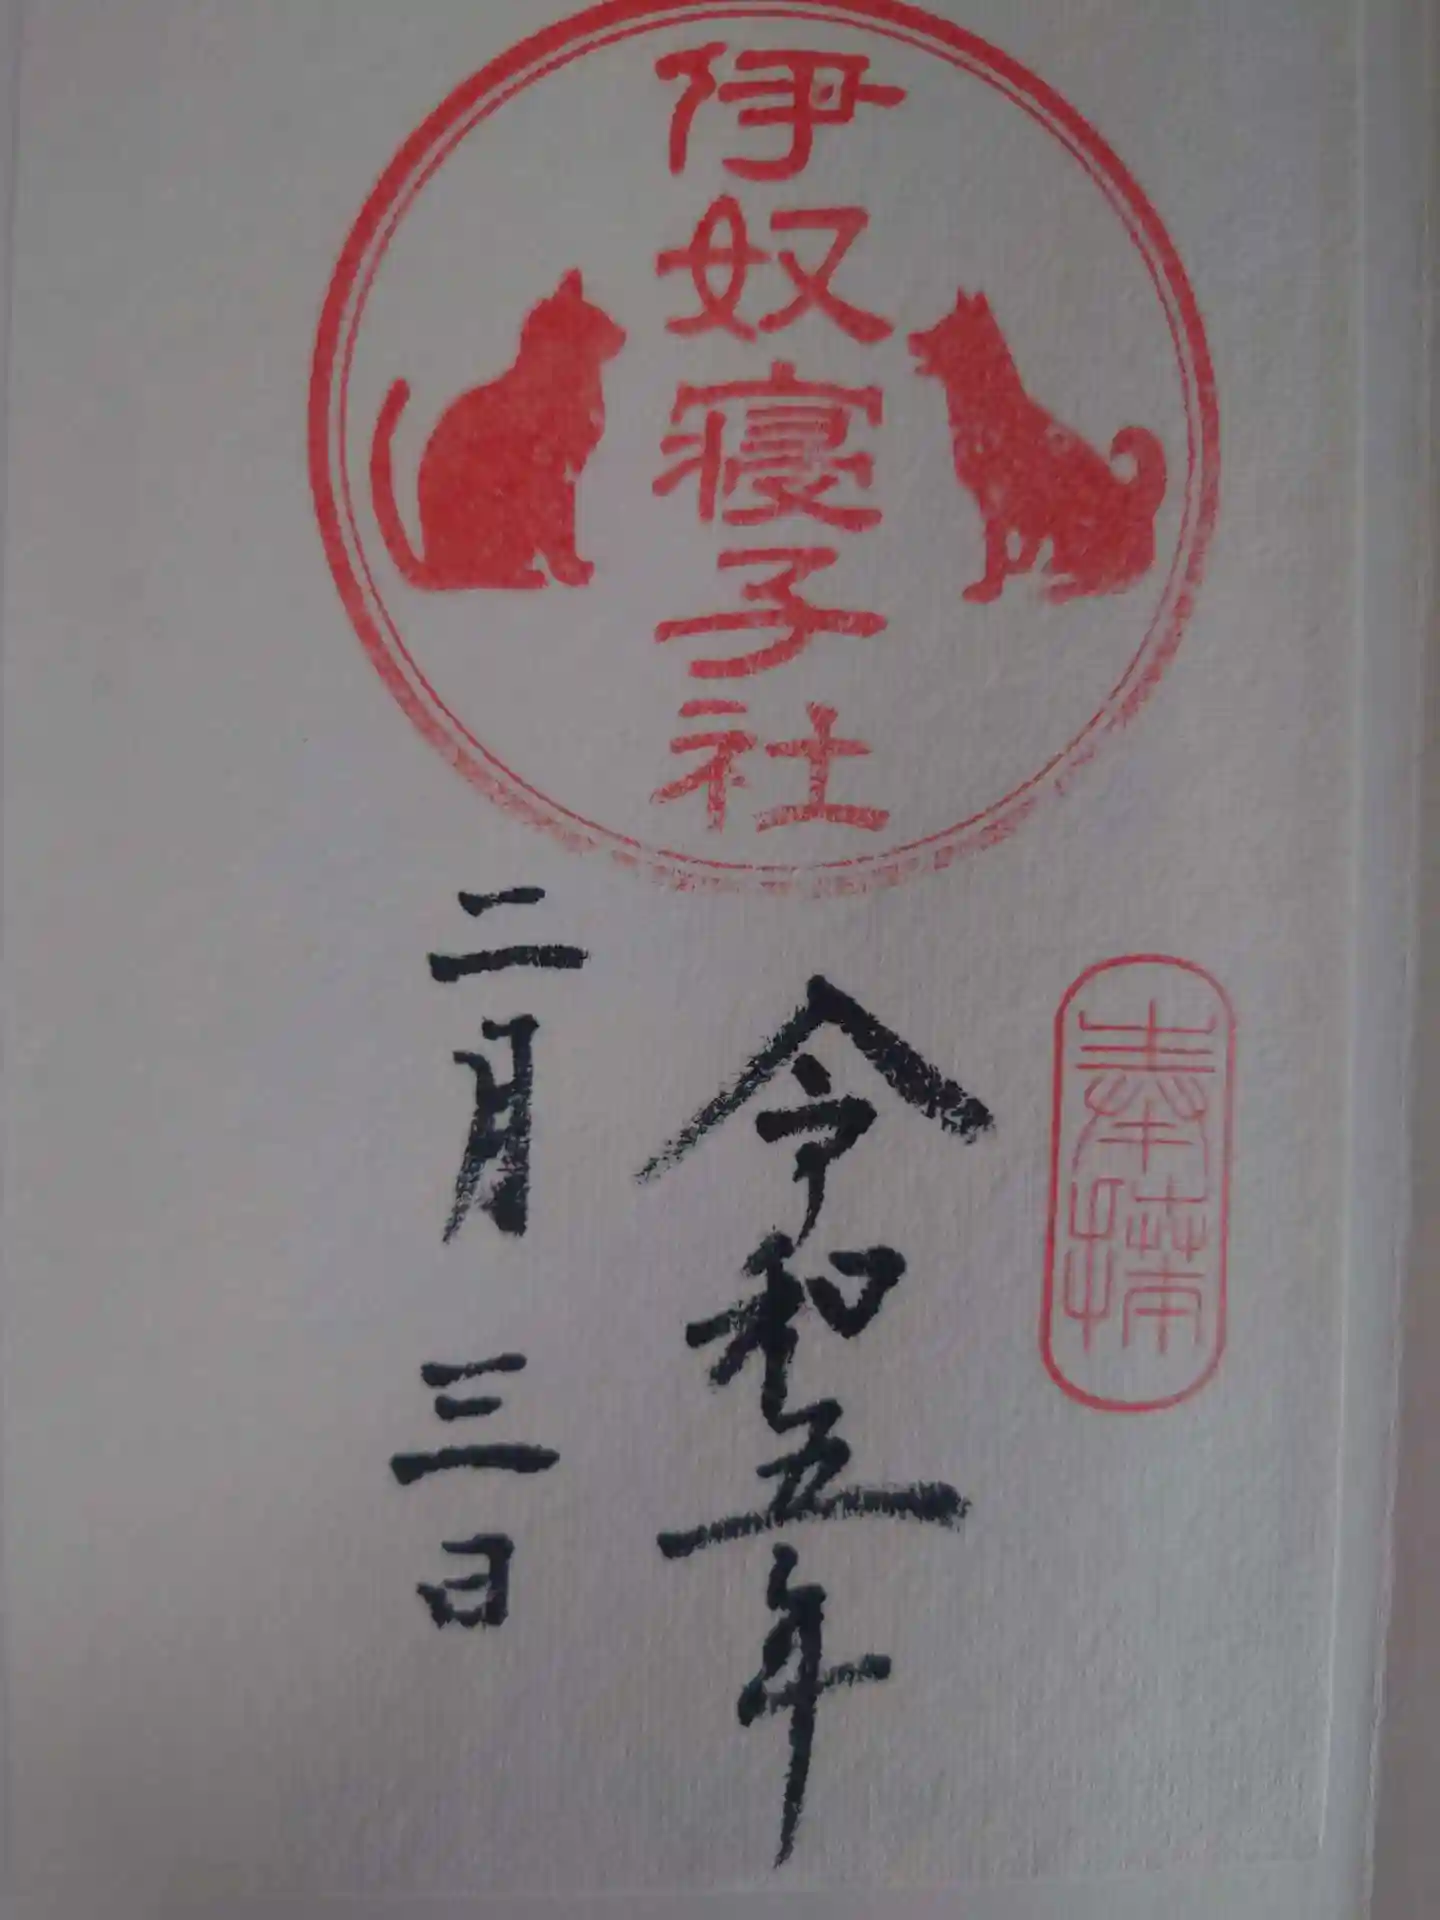 伊奴寝子社
奉拝
令和五年
二月三日